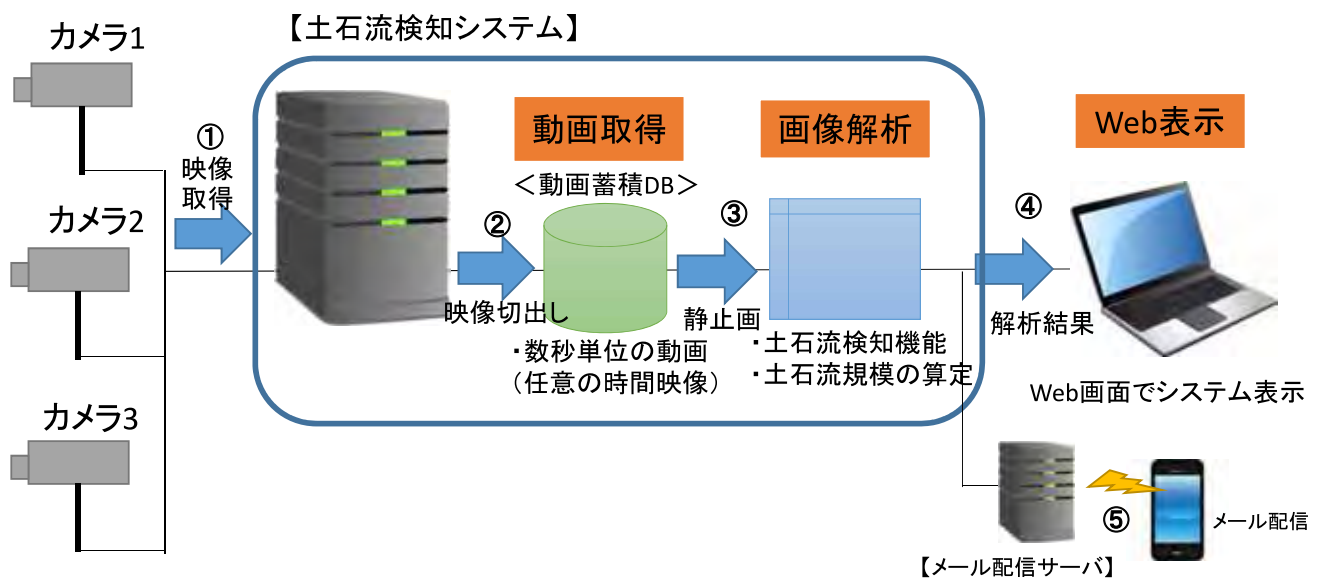 【土石流検知システム】
カメラ1
カメラ2
カメラ3
①
映像
取得
動画取得
＜動画蓄積DB＞
②
映像切出し
・数秒単位の動画
（任意の時間映像）
画像解析
③
静止画
・土石流検知機能
・土石流規模の算定
Web表示
④
解析結果
Web画面でシステム表示
⑤
メール配信
【メール配信サーバ】